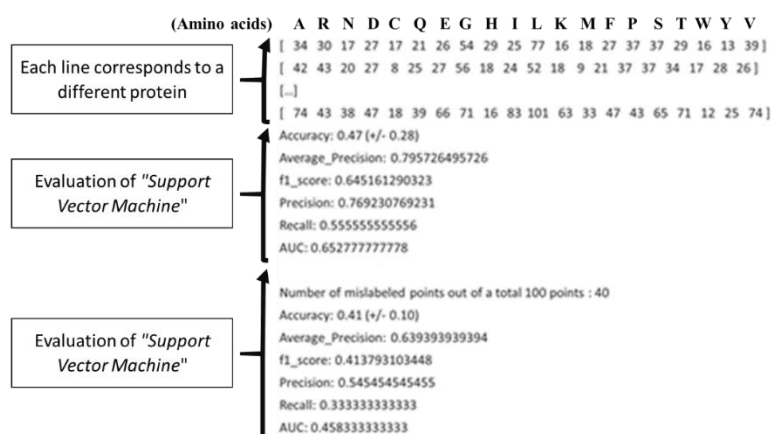 (Amino acids) A R N D C Q E G H I L K M F P S T W Y V
Each line corresponds to a
different protein
[ 34 30 17 27 17 21 26 54 29 25 77 16 18 27 37 37 29 16 13 39 ]
[ 42 43 20 27 8 25 27 56 18 24 52 18 9 21 37 37 34 17 28 26 ]
[...]
[ 74 43 38 47 18 39 66 71 16 83 101 63 33 47 43 65 71 12 25 74 ]
Evaluation of "Support
Vector Machine"
Accuracy: 0.47 (+/- 0.28)
Average_Precision: 0.795726495726
f1_score: 0.645161290323
Precision: 0.769230769231
Recall: 0.555555555556
AUC: 0.652777777778
Evaluation of "Support
Vector Machine"
Number of mislabeled points out of a total 100 points : 40
Accuracy: 0.41 (+/- 0.10)
Average_Precision: 0.639393939394
f1_score: 0.413793103448
Precision: 0.545454545455
Recall: 0.333333333333
AUC: 0.458333333333